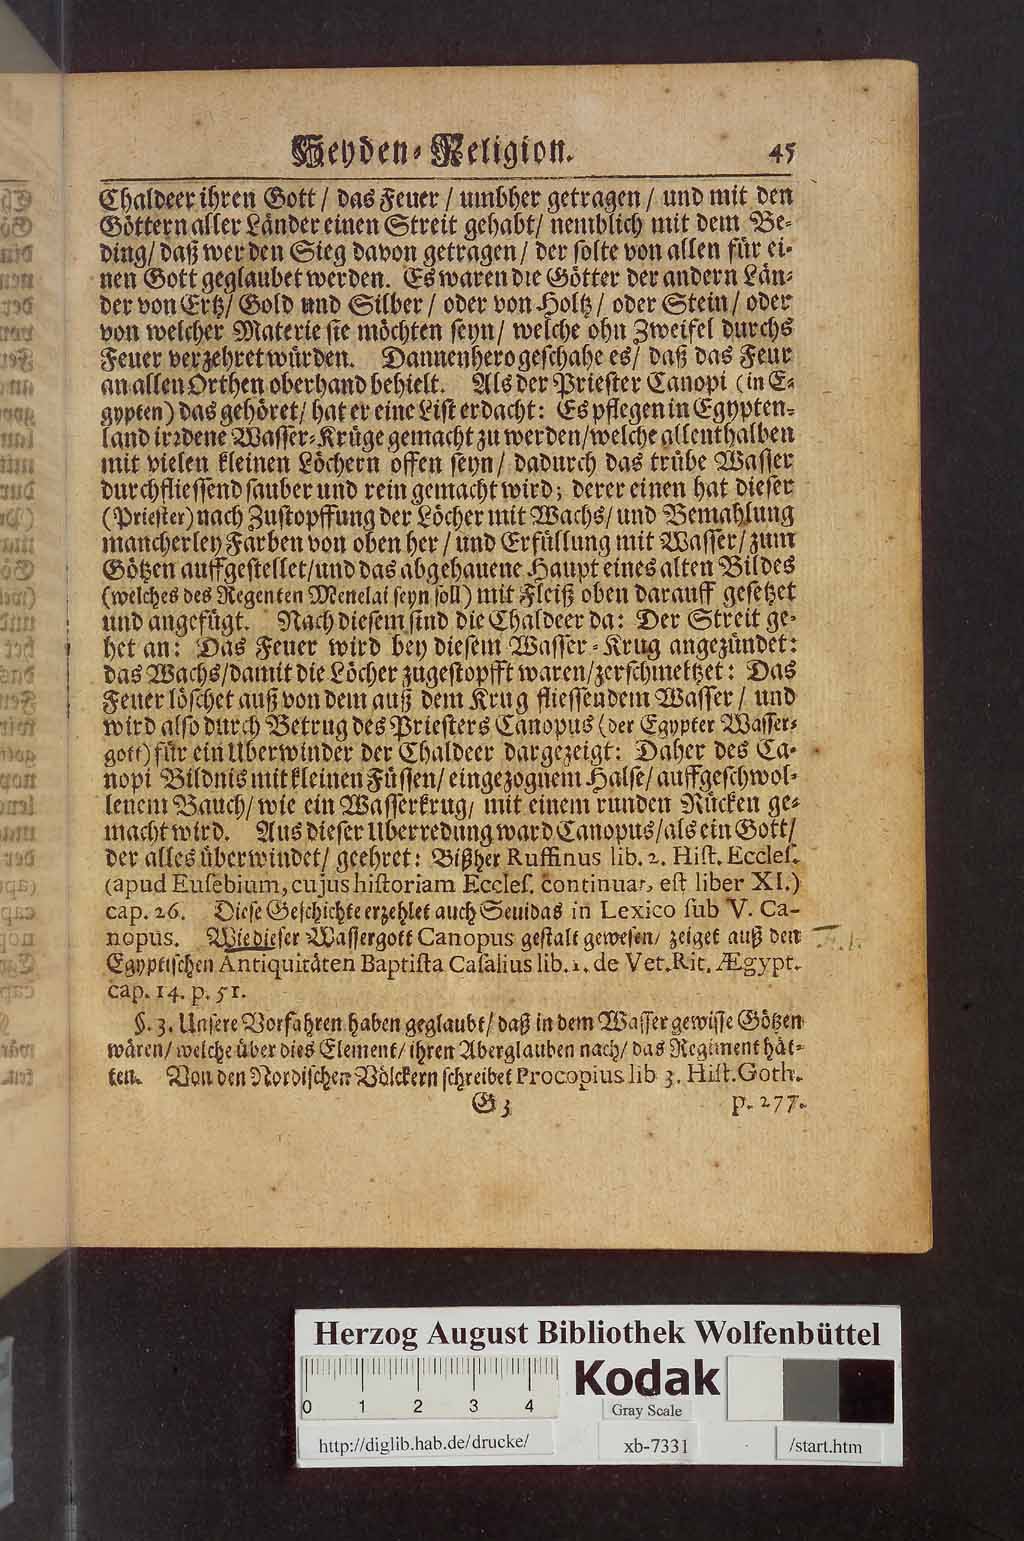 Heyden-Religion. 45
Chaldeer ihren Gott / das Feuer / umbher getragen / und mit den
Göttern aller Länder einen Streit gehabt / nemblich mit dem Be-
ding / daß wer den Sieg davon getragen / der solte von allen für ei-
nen Gott geglaubet werden. Es waren die Götter der andern Län-
der von Ertz / Gold und Silber / oder von Holtz / oder Stein / oder
von welcher Materie sie möchten seyn / welche ohn Zweifel durchs
Feuer verzehret würden. Dannenhero geschahe es / daß das Feur
an allen Orthen oberhand behielt. Als der Priester Canopi (in E-
gypten) das gehöret / hat er eine List erdacht: Es pflegen in Egypten-
land irrdene Wasser-Krüge gemacht zu werden / welche allenthalben
mit vielen kleinen Löchern offen seyn / dadurch das trübe Wasser
durchfliessend sauber und rein gemacht wird; derer einen hat dieser
(Priester) nach Zustopffung der Löcher mit Wachs / und Bemahlung
mancherley Farben von oben her / und Erfüllung mit Wasser / zum
Götzen auffgestellet / und das abgehauene Haupt eines alten Bildes
(welches des Regenten Menelai seyn soll) mit Fleiß oben darauff gesetzet
und angefügt. Nach diesem sind die Chaldeer da: Der Streit ge-
het an: Das Feuer wird bey diesem Wasser-Krug angezündet:
das Wachs / damit die Löcher zugestopfft waren / zerschmeltzet: Das
Feuer löschet auß von dem auß dem Krug fliessendem Wasser / und
wird also durch Betrug des Priesters Canopus (der Egypter Wasser-
gott) für ein Uberwinder der Chaldeer dargezeigt: Daher des Ca-
nopi Bildnis mit kleinen Füssen / eingezognem Halse / auffgeschwol-
lenem Bauch / wie ein Wasserkrug / mit einem runden Rücken ge-
macht wird. Aus dieser Uberredung ward Canopus / als ein Gott /
der alles überwindet / geehret: Bißher Ruffinus lib. 2. Hist. Eccles.
(apud Eusebium, cujus historiam Eccles. continuat, est liber XI.)
cap. 26. Diese Geschichte erzehlet auch Seuidas in Lexico sub V. Ca-
nopus. Wie dieser Wassergott Canopus gestalt gewesen / zeiget auß den
Egyptischen Antiquitäten Baptista Casalius lib. 1. de Vet. Rit. Ægypt.
cap. 14. p. 51.
§. 3. Unsere Vorfahren haben geglaubt / daß in dem Wasser gewisse Götzen
wären / welche über dies Element / ihren Aberglauben nach / das Regiment hät-
ten. Von den Nordischen Völckern schreibet Procopius lib 3. Hist. Goth.
G 3 p. 277.
Herzog August Bibliothek Wolfenbüttel
0 1 2 3 4
Kodak
Gray Scale
http://diglib.hab.de/drucke/ xb-7331 /start.htm